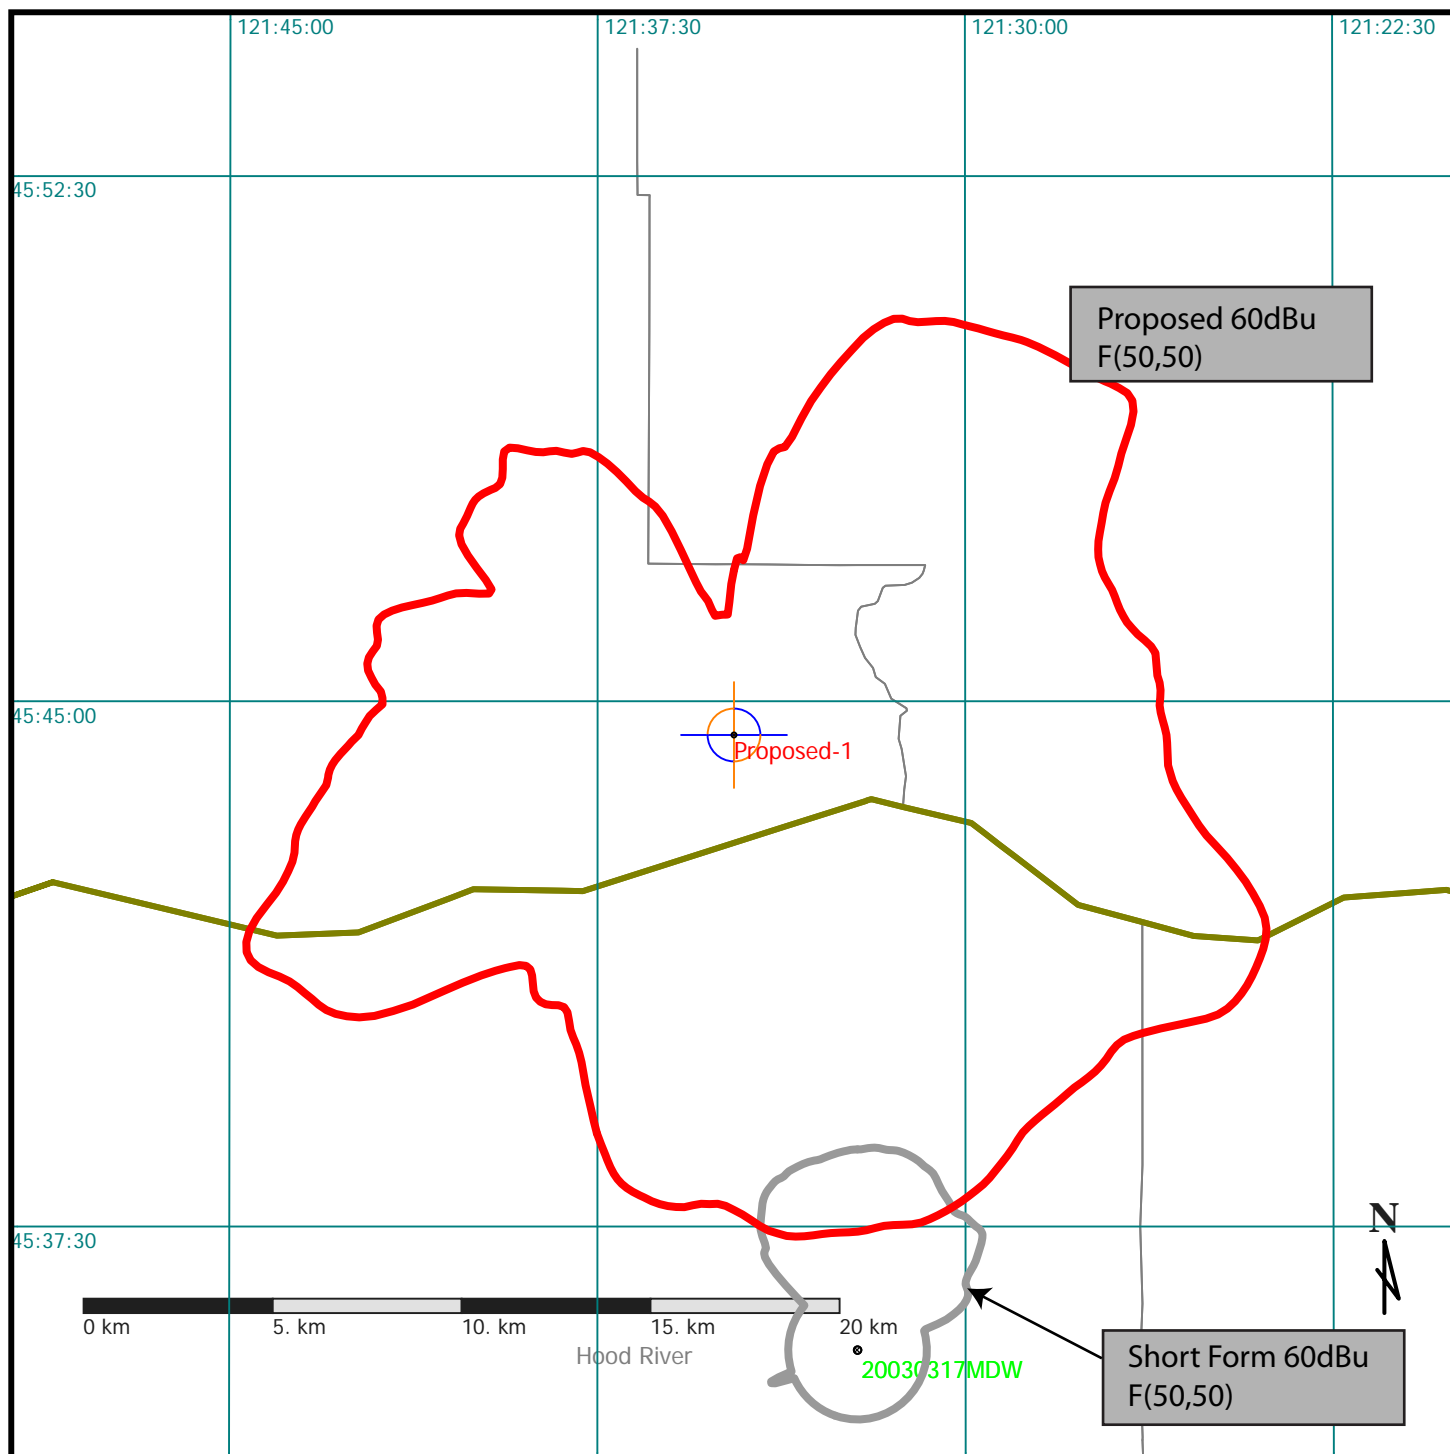 121:45:00
121:37:30
121:30:00
121:22:30
45:52:30
Proposed 60dBu
F(50,50)
45:45:00
Proposed-1
45:37:30
N
0 km
5. km
10. km
15. km
20 km
Hood River
20030317MDW
Short Form 60dBu
F(50,50)